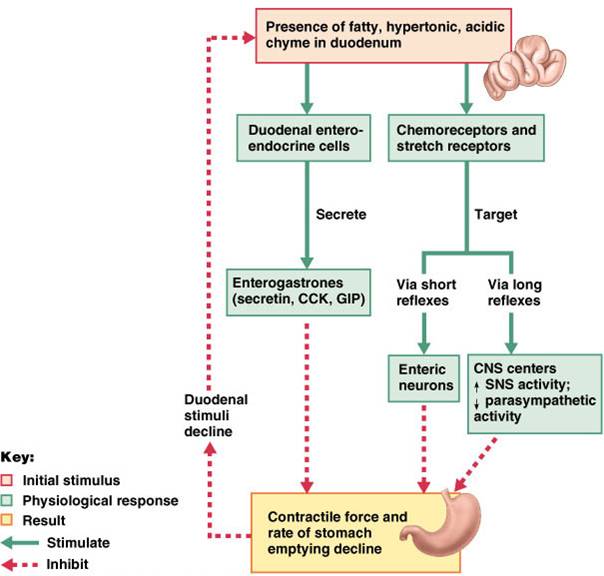 Presence of fatty, hypertonic, acidic
chyme in duodenum
Duodenal entero-
endocrine cells
Chemoreceptors and
stretch receptors
Secrete
Target
Enterogastrones
(secretin, CCK, GIP)
Via short
reflexes
Via long
reflexes
Enteric
neurons
CNS centers
↑ SNS activity;
↓ parasympathetic
activity
Duodenal
stimuli
decline
Contractile force and
rate of stomach
emptying decline
Key:
Initial stimulus
Physiological response
Result
Stimulate
Inhibit